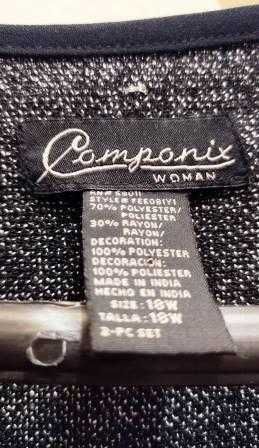 Componix
WOMAN
STYLE# FEE081Y1
70% POLYESTER/
POLIESTER
30% RAYON/
RAYON/
DECORATION:
100% POLYESTER
DECORACION:
100% POLIESTER
MADE IN INDIA
HECHO EN INDIA
SIZE: 18W
TALLA: 18W
2-PC SET